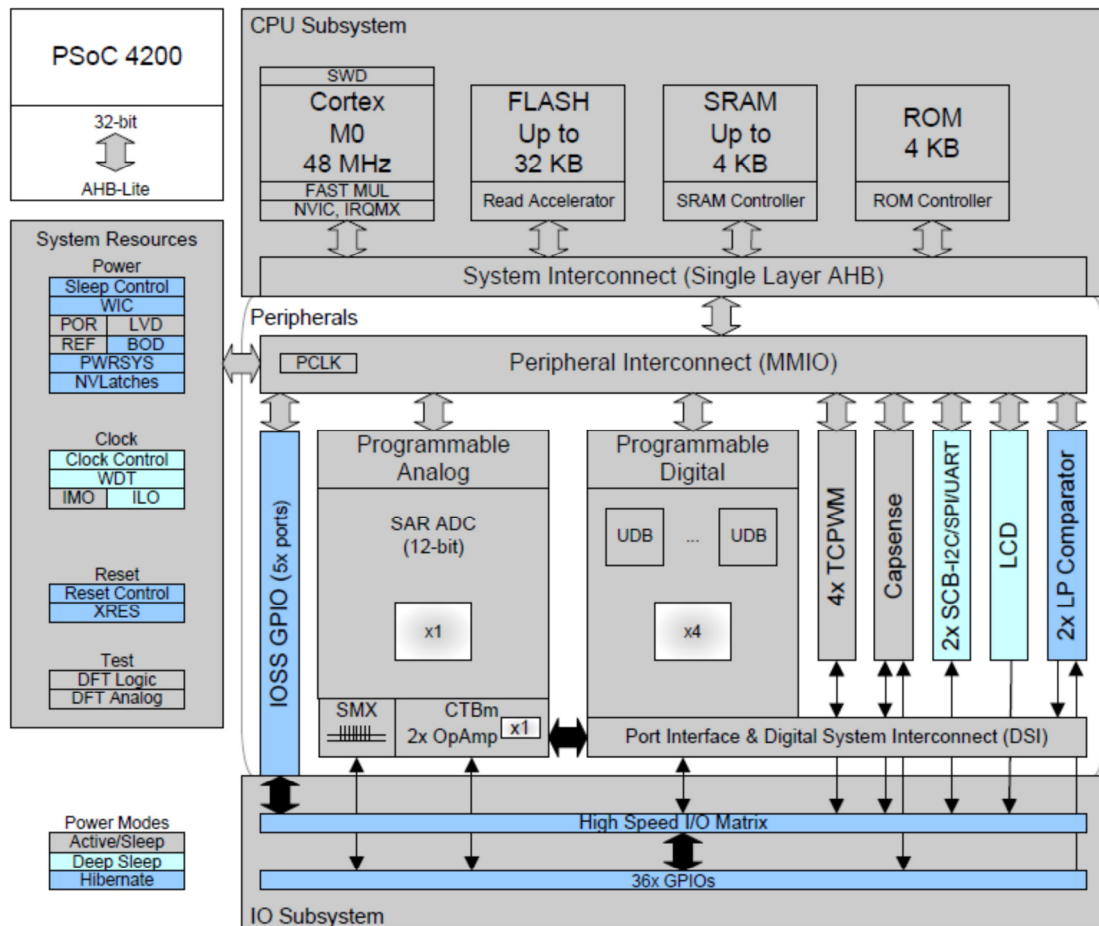 PSoC 4200
32-bit
AHB-Lite
System Resources
Power
Sleep Control
WIC
POR LVD
REF BOD
PWRSYS
NVLatches
Clock
Clock Control
WDT
IMO ILO
Reset
Reset Control
XRES
Test
DFT Logic
DFT Analog
Power Modes
Active/Sleep
Deep Sleep
Hibernate
CPU Subsystem
SWD
Cortex
M0
48 MHz
FAST MUL
NVIC, IRQMX
FLASH
Up to
32 KB
Read Accelerator
SRAM
Up to
4 KB
SRAM Controller
ROM
4 KB
ROM Controller
System Interconnect (Single Layer AHB)
Peripherals
PCLK
Peripheral Interconnect (MMIO)
IOSS GPIO (5x ports)
Programmable
Analog
SAR ADC
(12-bit)
x1
SMX
CTBm
2x OpAmp
x1
Programmable
Digital
UDB ... UDB
x4
4x TCPWM
Capsense
2x SCB-I2C/SPI/UART
LCD
2x LP Comparator
Port Interface & Digital System Interconnect (DSI)
High Speed I/O Matrix
36x GPIOs
IO Subsystem